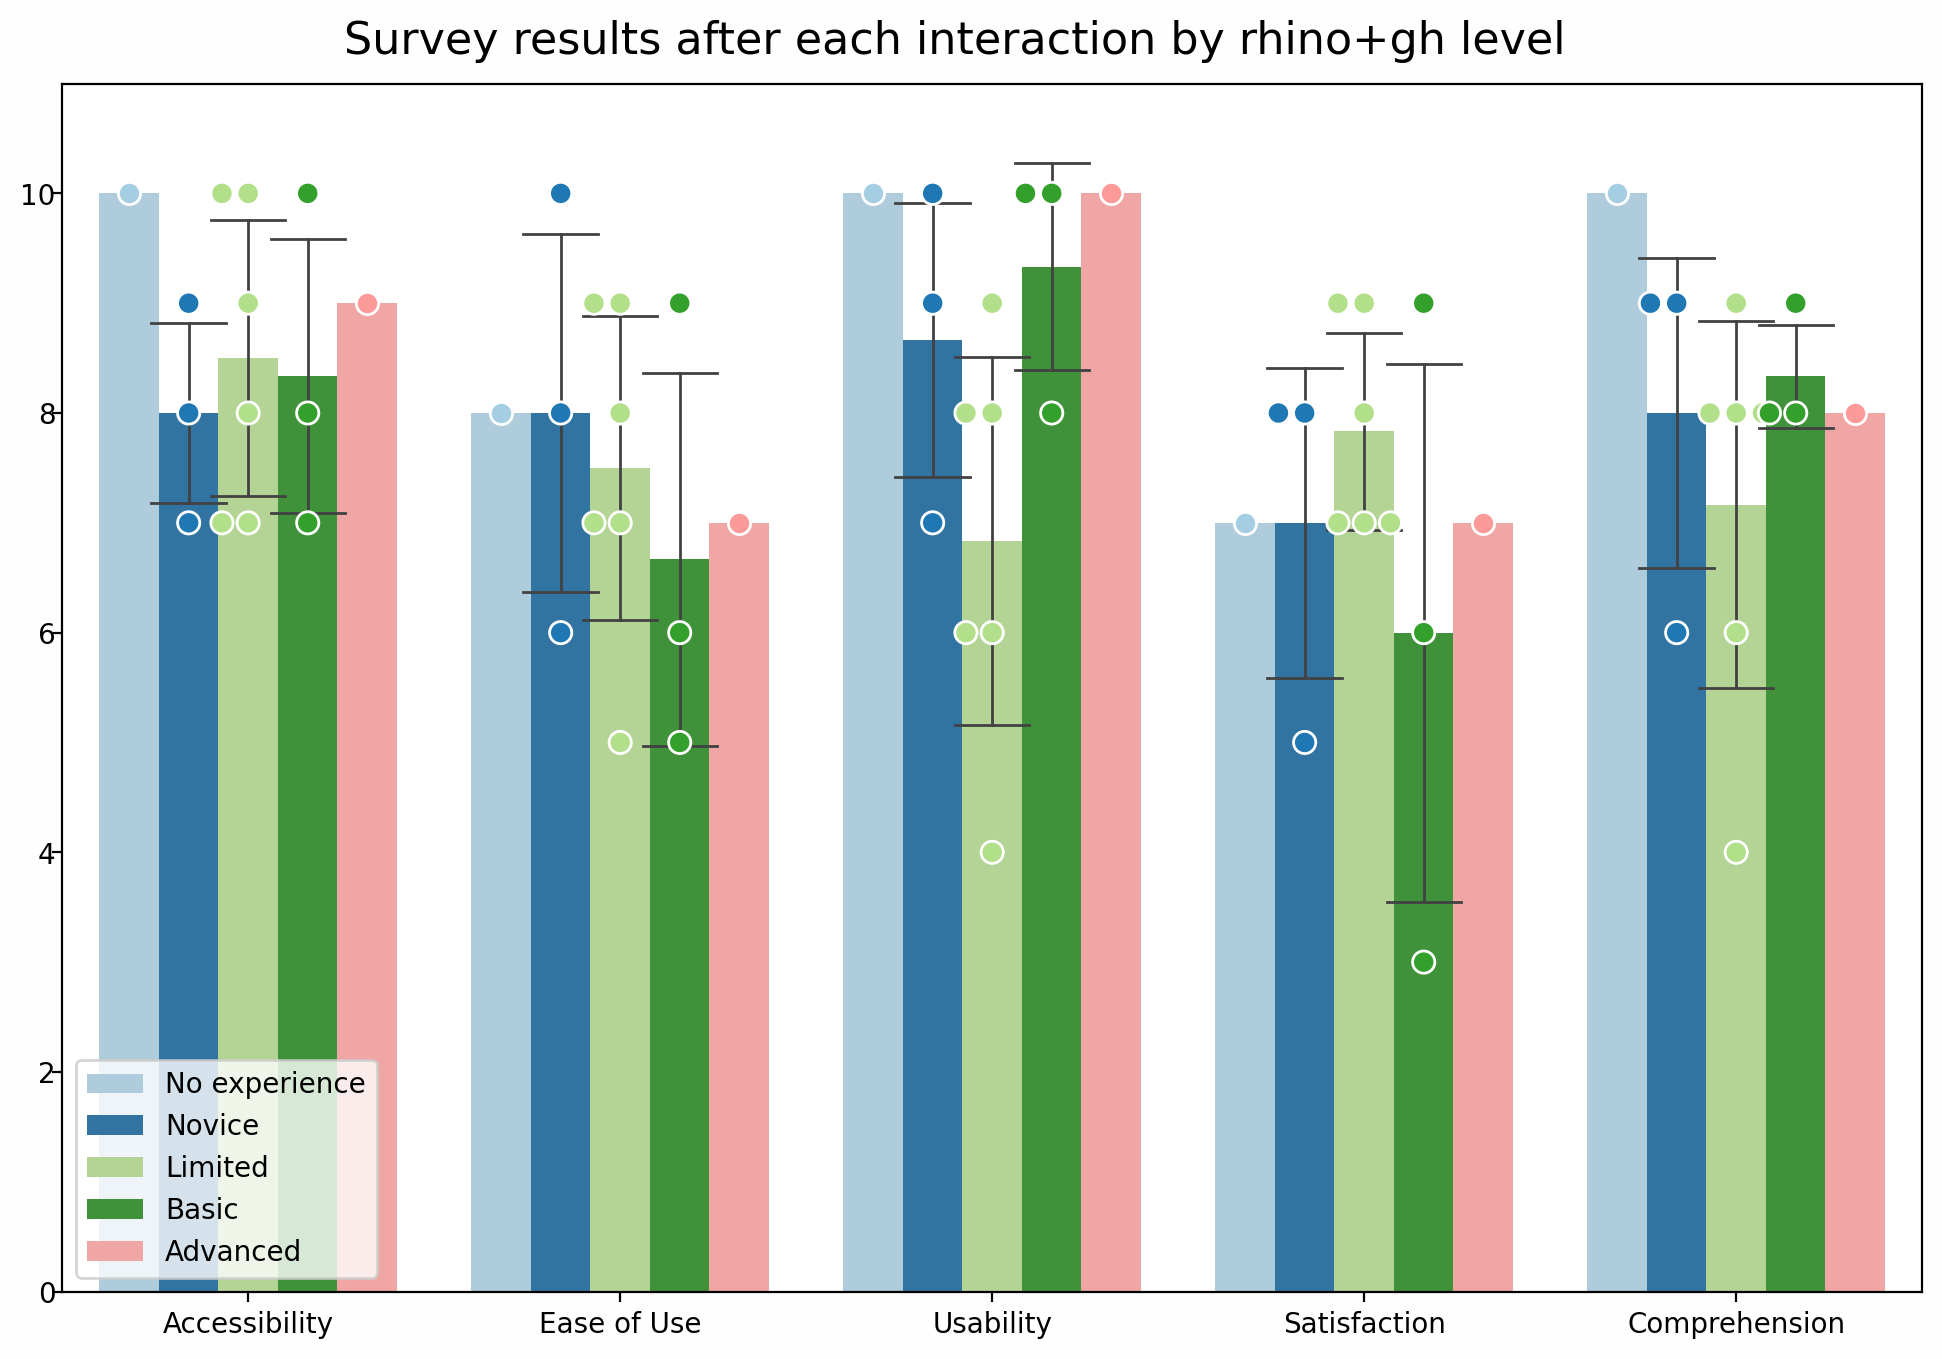 Survey results after each interaction by rhino+gh level
10
8
6
4
2
0
No experience
Novice
Limited
Basic
Advanced
Accessibility
Ease of Use
Usability
Satisfaction
Comprehension